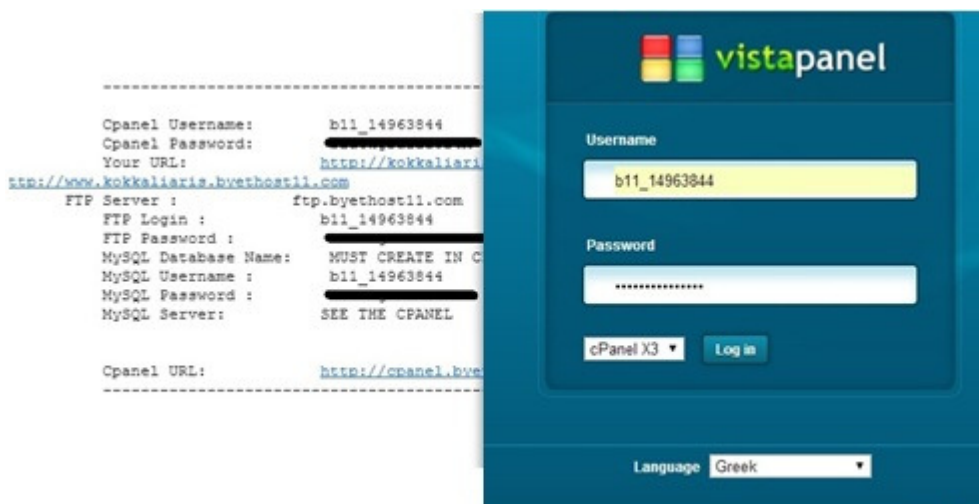 Cpanel Username: b11_14963844
Cpanel Password:
Your URL: http://kokkaliari
ttp://www.kokkaliaris.byethost11.com
FTP Server : ftp.byethost11.com
FTP Login : b11_14963844
FTP Password :
MySQL Database Name: MUST CREATE IN C
MySQL Username : b11_14963844
MySQL Password :
MySQL Server: SEE THE CPANEL
Cpanel URL: http://cpanel.bye
vistapanel
Username
b11_14963844
Password
cPanel X3
Log in
Language Greek